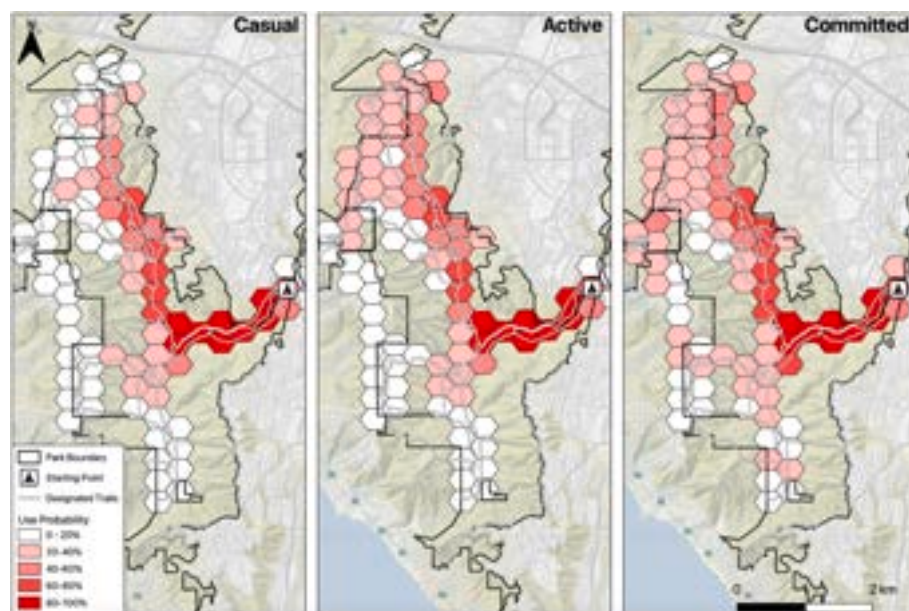 N
Casual
Active
Committed
Park Boundary
Starting Point
Designated Trails
Use Probability
0 - 20%
20-40%
40-60%
60-80%
80-100%
0
2 km